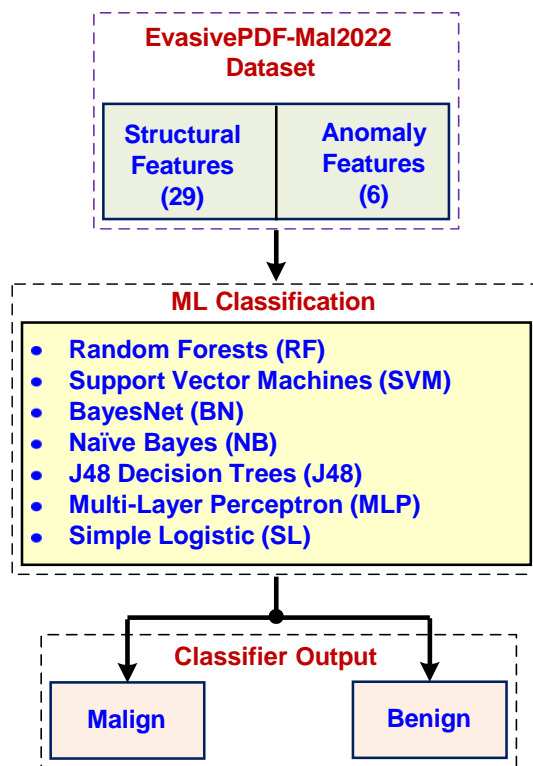 EvasivePDF-Mal2022
Dataset
Structural
Features
(29)
Anomaly
Features
(6)
ML Classification
• Random Forests (RF)
• Support Vector Machines (SVM)
• BayesNet (BN)
• Naïve Bayes (NB)
• J48 Decision Trees (J48)
• Multi-Layer Perceptron (MLP)
• Simple Logistic (SL)
Classifier Output
Malign
Benign